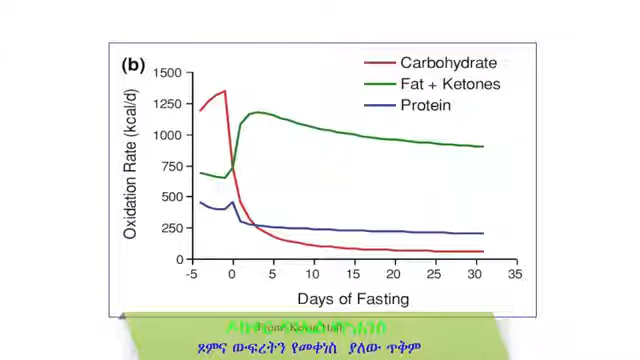 (b)
Carbohydrate
Fat + Ketones
Protein
Oxidation Rate (kcal/d)
1500
1250
1000
750
500
250
0
-5 0 5 10 15 20 25 30 35
Days of Fasting
From: Kevin Hall
ጾምና ውፍረትን የመቀነስ ያለው ጥቅም